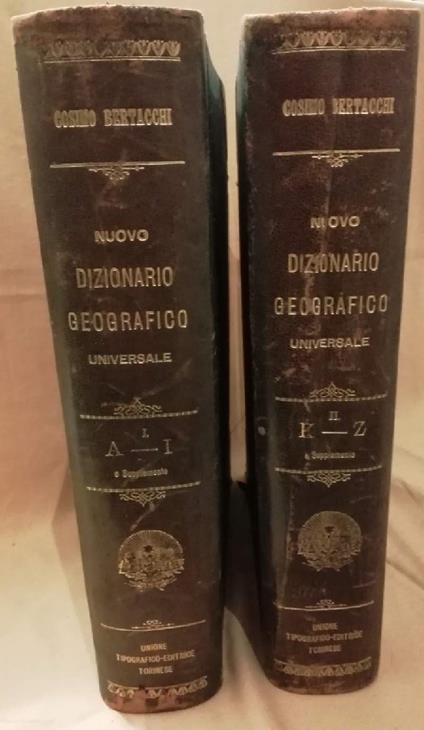 COSIMO BERTACCHI
NUOVO
DIZIONARIO
GEOGRAFICO
UNIVERSALE
I.
A — I
e Supplemento
UNIONE
TIPOGRAFICO-EDITRICE
TORINESE
COSIMO BERTACCHI
NUOVO
DIZIONARIO
GEOGRAFICO
UNIVERSALE
II.
K — Z
e Supplemento
UNIONE
TIPOGRAFICO-EDITRICE
TORINESE